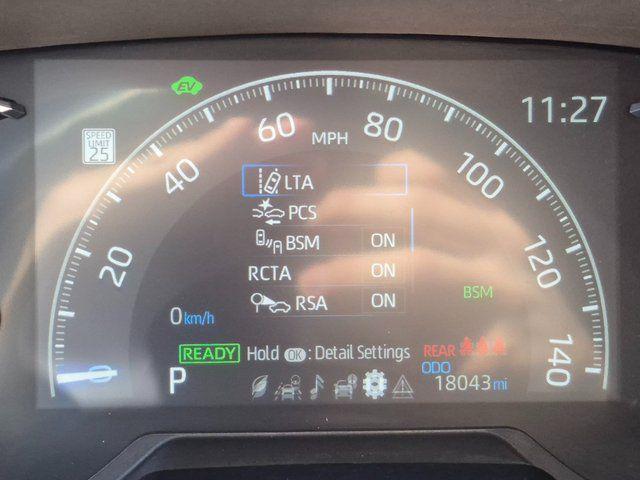 EV
11:27
SPEED
LIMIT
25
60
MPH
80
40
100
LTA
PCS
20
BSM ON
120
RCTA ON
BSM
RSA ON
0 km/h
READY Hold OK : Detail Settings
REAR
140
0
P
ODO
18043 mi